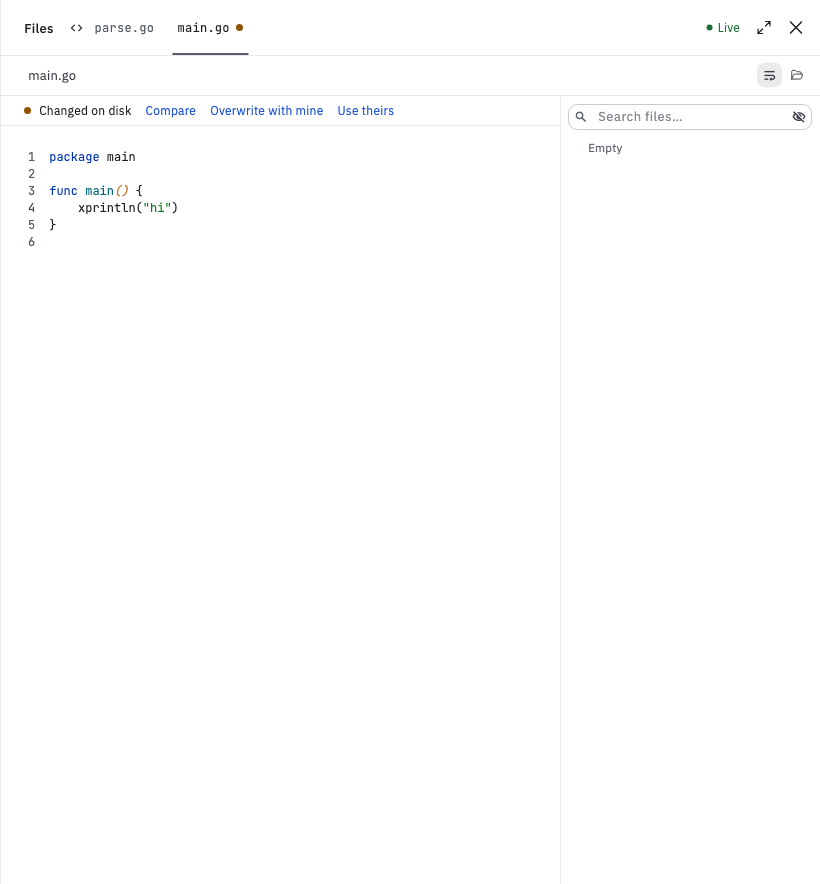 Files <> parse.go main.go Live
main.go
Changed on disk Compare Overwrite with mine Use theirs
Search files...
Empty
1 package main
2
3 func main() {
4     xprintln("hi")
5 }
6